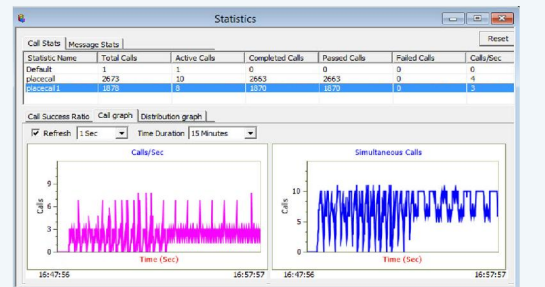 Statistics
Reset
Call Stats Message Stats
Statistic Name Total Calls Active Calls Completed Calls Passed Calls Failed Calls Calls/Sec
Default 1 1 0 0 0 0
placecall 2673 10 2663 2663 0 4
placecall1 1878 8 1870 1870 0 3
Call Success Ratio Call graph Distribution graph
Refresh 1 Sec Time Duration 15 Minutes
Calls/Sec
Calls
9
6
3
0
Time (Sec)
16:47:56 16:57:57
Simultaneous Calls
Calls
10
5
0
Time (Sec)
16:47:56 16:57:57